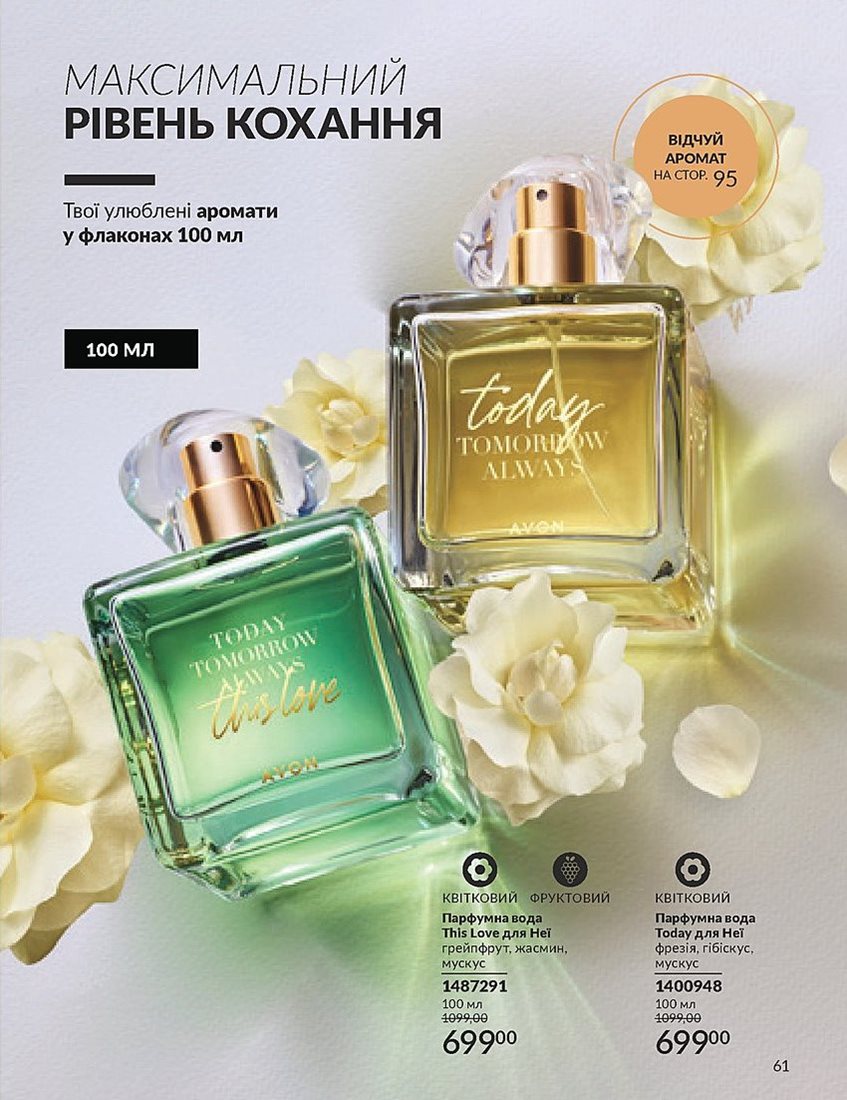 МАКСИМАЛЬНИЙ
РІВЕНЬ КОХАННЯ
Твої улюблені аромати
у флаконах 100 мл
100 МЛ
ВІДЧУЙ
АРОМАТ
НА СТОР. 95
today
TOMORROW
ALWAYS
AVON
TODAY
TOMORROW
ALWAYS
this love
AVON
КВІТКОВИЙ ФРУКТОВИЙ
Парфумна вода
This Love для Неї
грейпфрут, жасмин,
мускус
1487291
100 мл
1099,00
69900
КВІТКОВИЙ
Парфумна вода
Today для Неї
фрезія, гібіскус,
мускус
1400948
100 мл
1099,00
69900
61